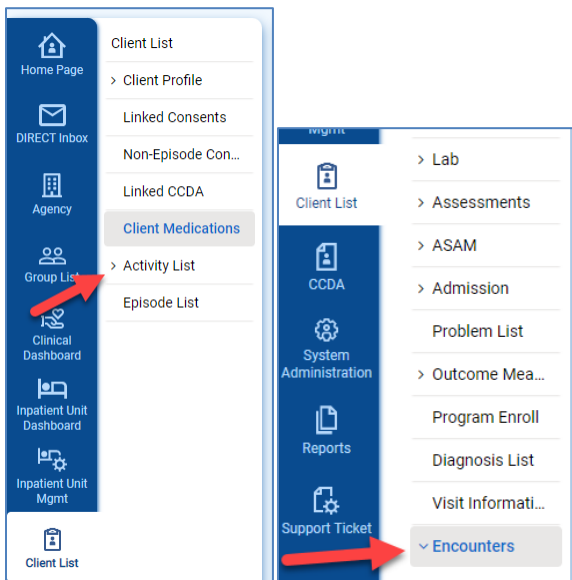 Home Page
DIRECT Inbox
Agency
Group List
Clinical
Dashboard
Inpatient Unit
Dashboard
Inpatient Unit
Mgmt
Client List
Client List
Client Profile
Linked Consents
Non-Episode Con...
Linked CCDA
Client Medications
Activity List
Episode List
Mgmt
Client List
CCDA
System
Administration
Reports
Support Ticket
Lab
Assessments
ASAM
Admission
Problem List
Outcome Mea...
Program Enroll
Diagnosis List
Visit Informati...
Encounters